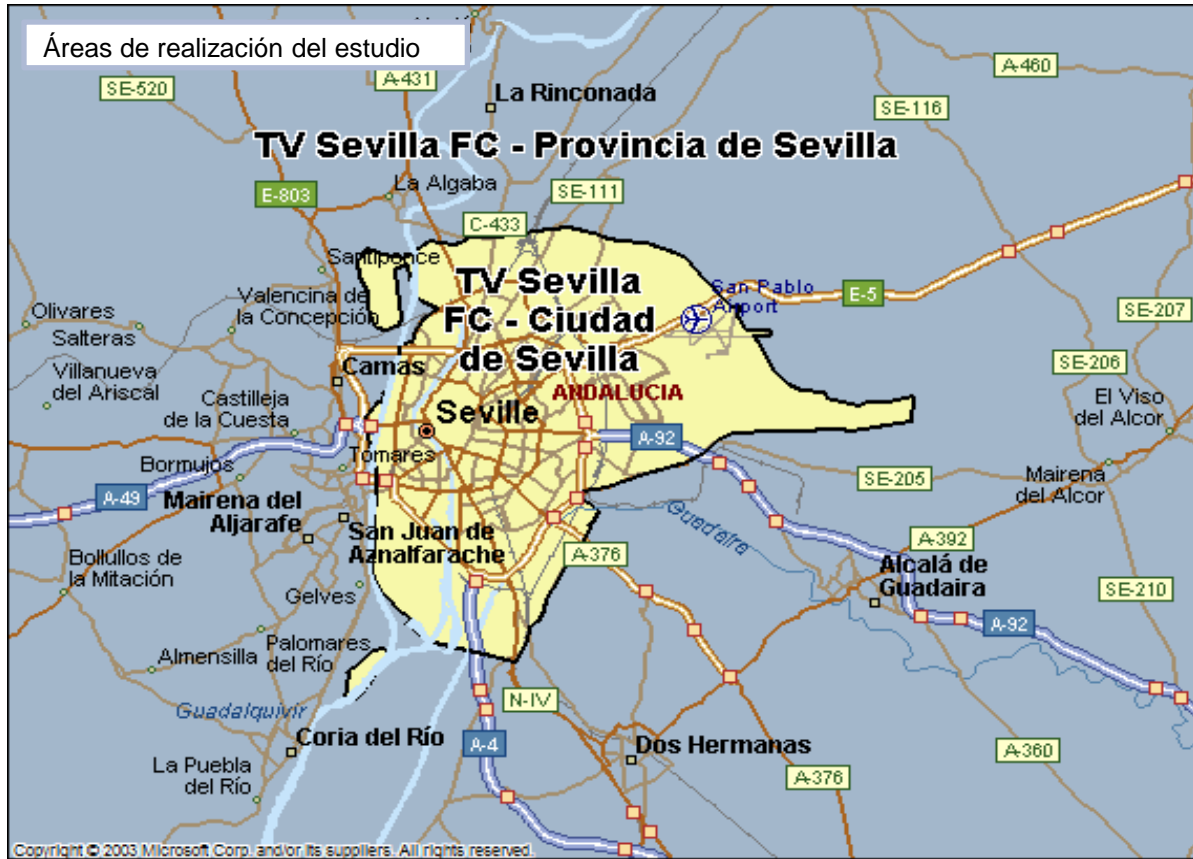 Áreas de realización del estudio
A-431
SE-520
A-460
La Rinconada
SE-116
TV Sevilla FC - Provincia de Sevilla
La Algaba
SE-111
E-803
C-433
Santiponce
TV Sevilla
FC - Ciudad
de Sevilla
San Pablo
Airport
E-5
Valencina de
la Concepción
Olivares
Salteras
SE-207
SE-206
Villanueva
del Ariscal
Camas
ANDALUCIA
Castilleja
de la Cuesta
Seville
El Viso
del Alcor
A-92
Tomares
Bormujos
SE-205
Mairena
del Alcor
A-49
Mairena del
Aljarafe
San Juan de
Aznalfarache
Guadaira
A-392
A-376
Bollullos de
la Mitación
Alcalá de
Guadaira
Gelves
SE-210
A-92
Palomares
del Río
Almensilla
N-IV
Guadalquivir
Coria del Río
A-4
Dos Hermanas
A-360
La Puebla
del Río
A-376
Copyright © 2003 Microsoft Corp. and/or its suppliers. All rights reserved.